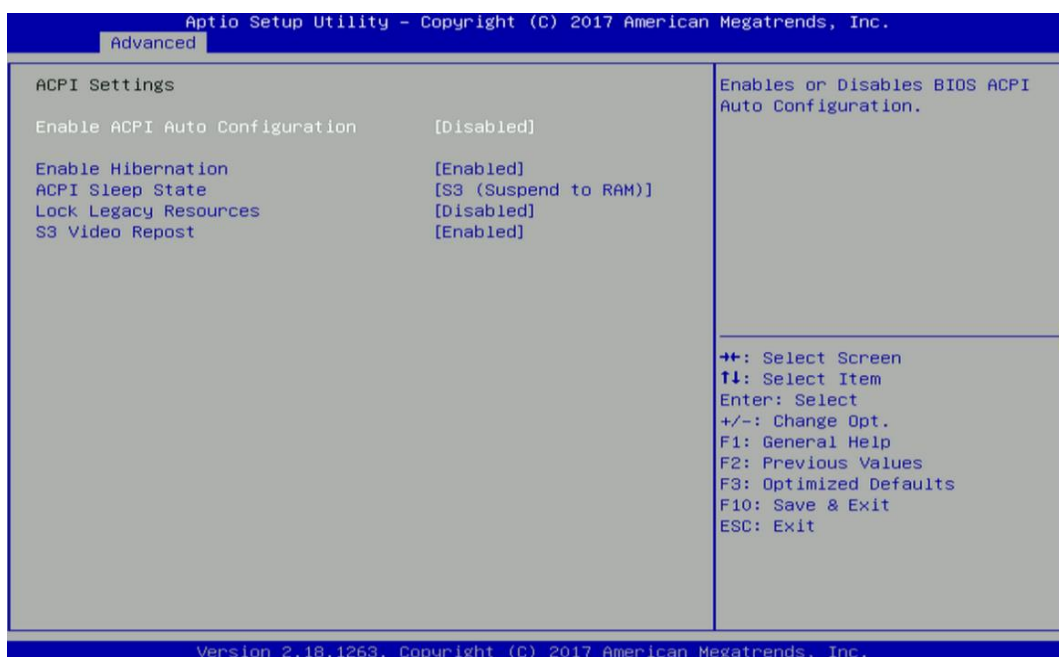 Aptio Setup Utility – Copyright (C) 2017 American Megatrends, Inc.
Advanced
ACPI Settings
Enable ACPI Auto Configuration [Disabled]
Enable Hibernation [Enabled]
ACPI Sleep State [S3 (Suspend to RAM)]
Lock Legacy Resources [Disabled]
S3 Video Repost [Enabled]
Enables or Disables BIOS ACPI
Auto Configuration.
→←: Select Screen
↑↓: Select Item
Enter: Select
+/-: Change Opt.
F1: General Help
F2: Previous Values
F3: Optimized Defaults
F10: Save & Exit
ESC: Exit
Version 2.18.1263. Copyright (C) 2017 American Megatrends, Inc.